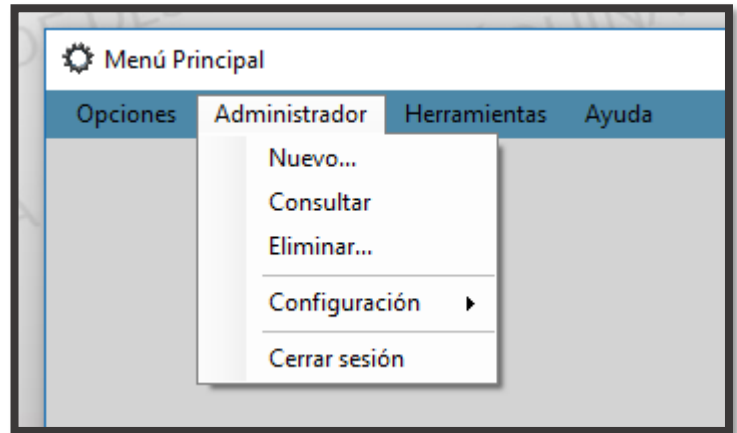 Menú Principal
Opciones Administrador Herramientas Ayuda
Nuevo...
Consultar
Eliminar...
Configuración
Cerrar sesión